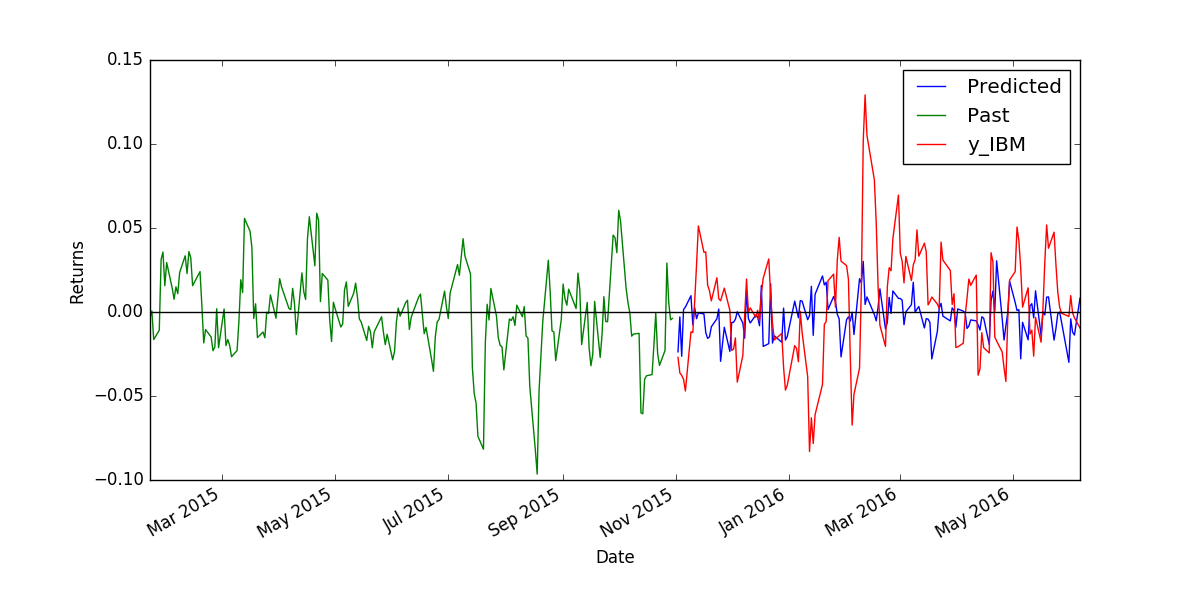 0.15
0.10
0.05
0.00
−0.05
−0.10
Returns
Predicted
Past
y_IBM
Mar 2015
May 2015
Jul 2015
Sep 2015
Nov 2015
Jan 2016
Mar 2016
May 2016
Date